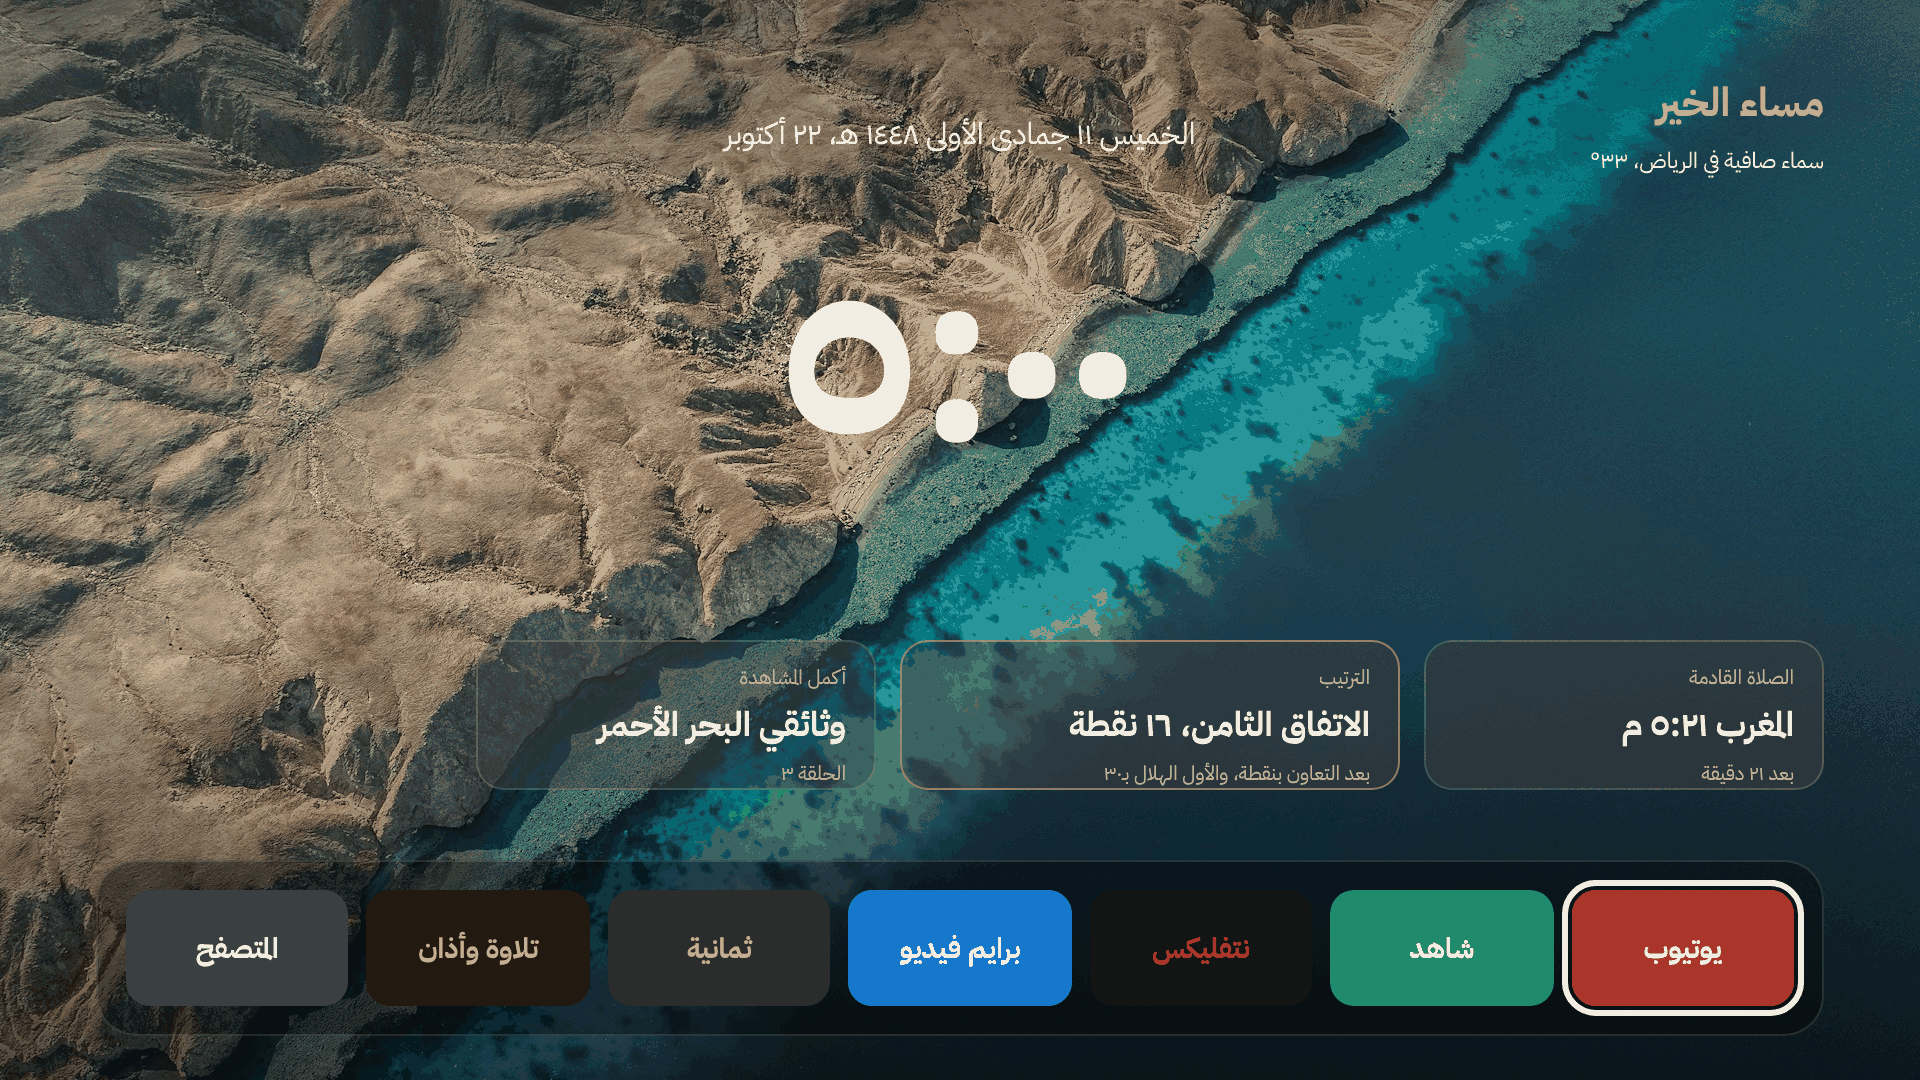 مساء الخير
سماء صافية في الرياض، ٣٣°
الخميس ١١ جمادى الأولى ١٤٤٨ هـ، ٢٢ أكتوبر
٥:٠٠
الصلاة القادمة
المغرب ٥:٢١ م
بعد ٢١ دقيقة
الترتيب
الاتفاق الثامن، ١٦ نقطة
بعد التعاون بنقطة، والأول الهلال بـ٣٠
أكمل المشاهدة
وثائقي البحر الأحمر
الحلقة ٣
يوتيوب
شاهد
نتفليكس
برايم فيديو
ثمانية
تلاوة وأذان
المتصفح